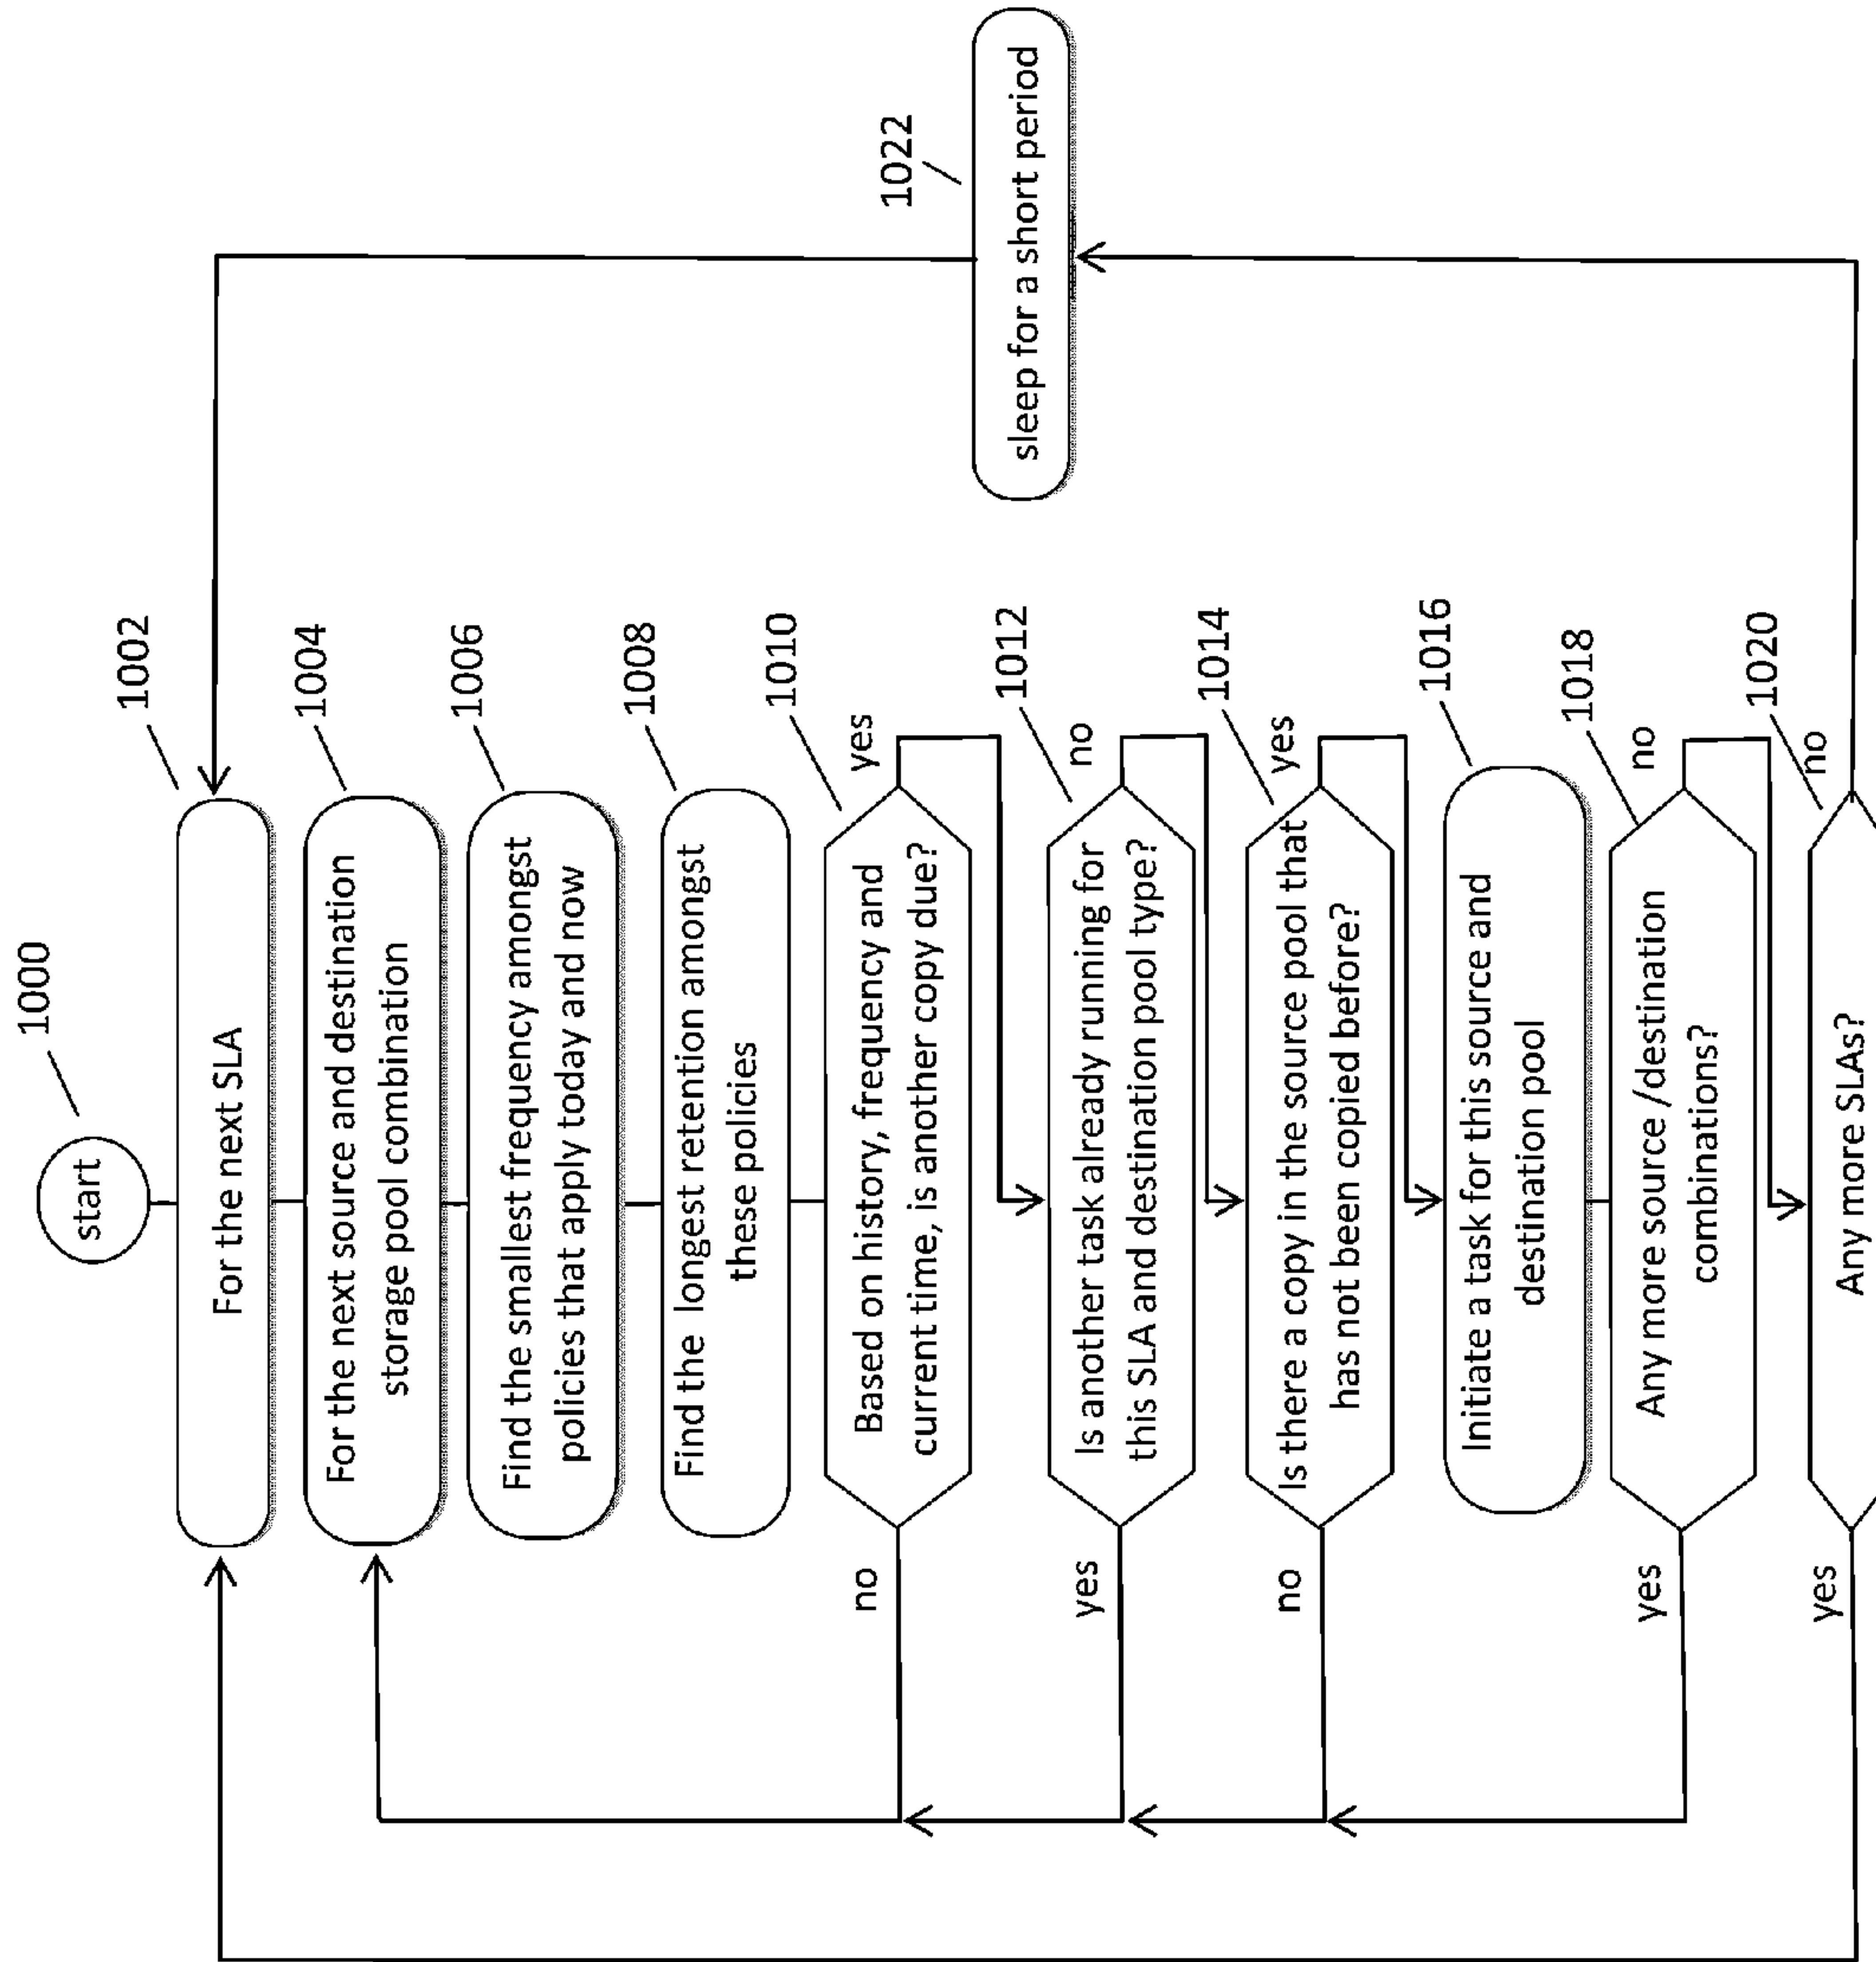 1000
start
1002
For the next SLA
1004
For the next source and destination
storage pool combination
1006
Find the smallest frequency amongst
policies that apply today and now
1008
Find the longest retention amongst
these policies
1010
Based on history, frequency and
current time, is another copy due?
no
yes
1012
Is another task already running for
this SLA and destination pool type?
yes
no
1014
Is there a copy in the source pool that
has not been copied before?
no
yes
1016
Initiate a task for this source and
destination pool
1018
Any more source /destination
combinations?
yes
no
1020
Any more SLAs?
yes
no
1022
sleep for a short period